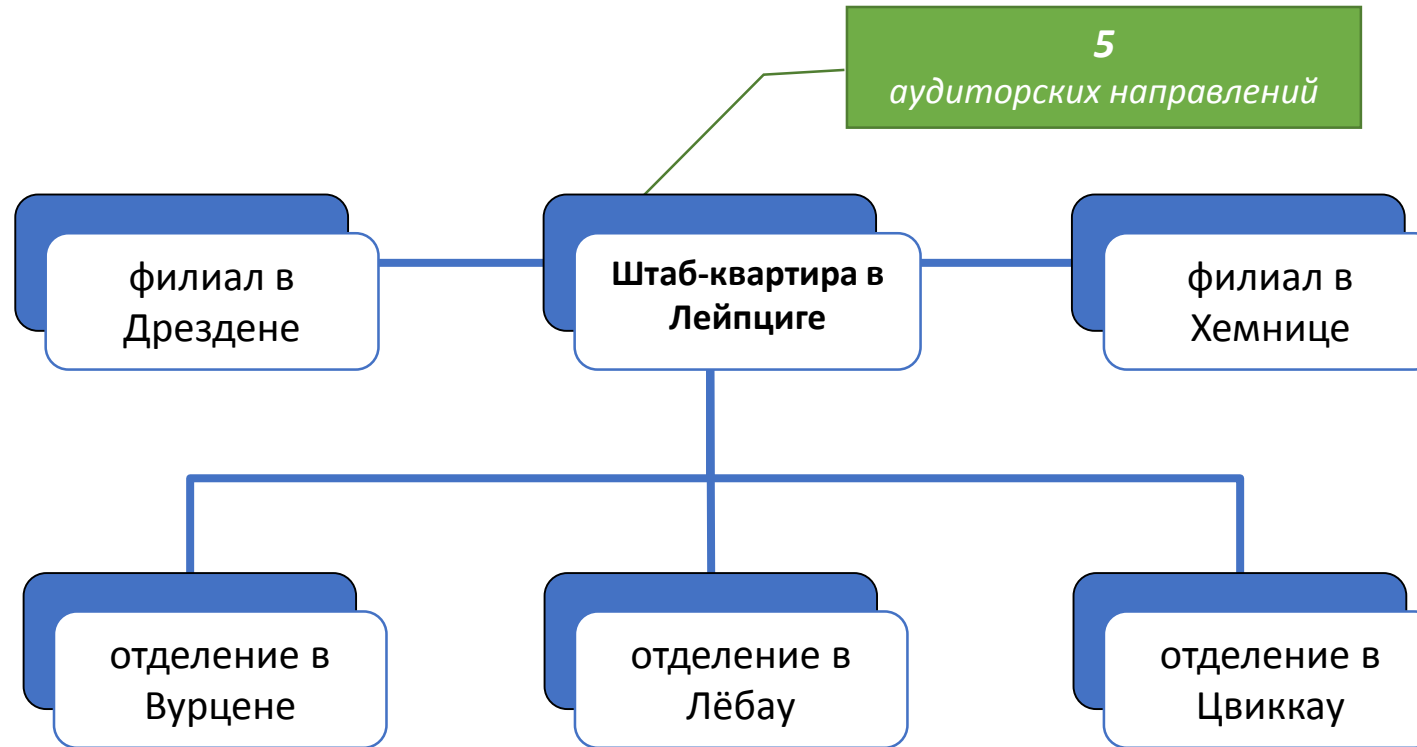 5
аудиторских направлений
филиал в
Дрездене
Штаб-квартира в
Лейпциге
филиал в
Хемнице
отделение в
Вурцене
отделение в
Лёбау
отделение в
Цвиккау